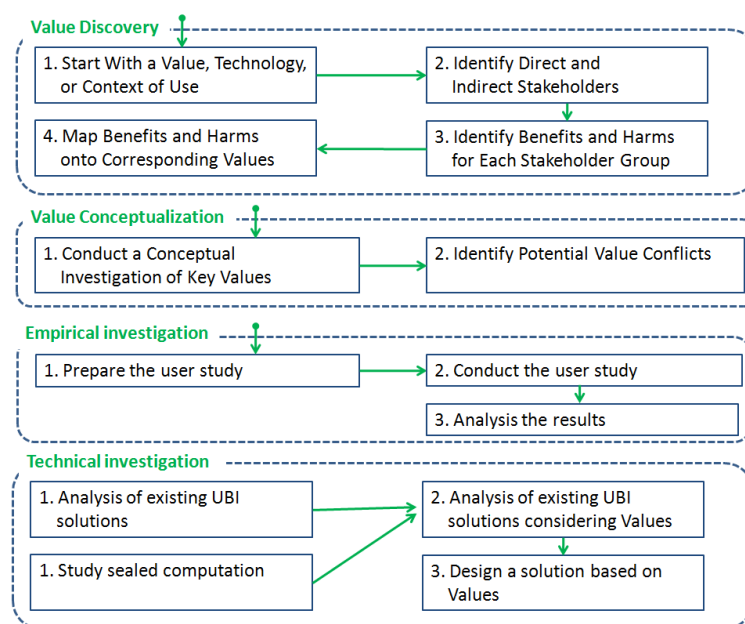 Value Discovery
1. Start With a Value, Technology,
or Context of Use
2. Identify Direct and
Indirect Stakeholders
4. Map Benefits and Harms
onto Corresponding Values
3. Identify Benefits and Harms
for Each Stakeholder Group
Value Conceptualization
1. Conduct a Conceptual
Investigation of Key Values
2. Identify Potential Value Conflicts
Empirical investigation
1. Prepare the user study
2. Conduct the user study
3. Analysis the results
Technical investigation
1. Analysis of existing UBI
solutions
2. Analysis of existing UBI
solutions considering Values
1. Study sealed computation
3. Design a solution based on
Values